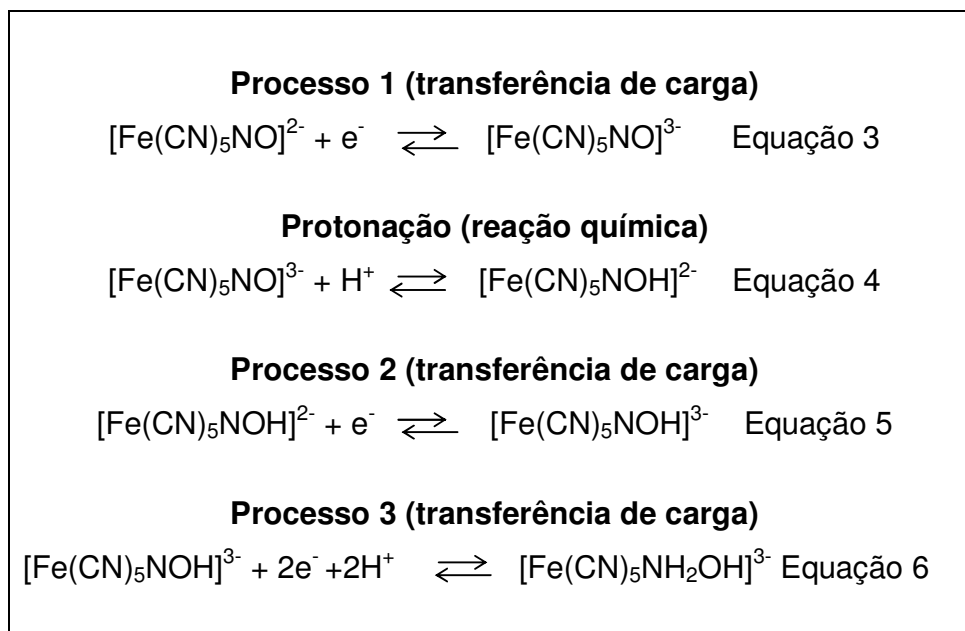 Processo 1 (transferência de carga)
[Fe(CN)₅NO]²⁻ + e⁻ ⇌ [Fe(CN)₅NO]³⁻ Equação 3
Protonação (reação química)
[Fe(CN)₅NO]³⁻ + H⁺ ⇌ [Fe(CN)₅NOH]²⁻ Equação 4
Processo 2 (transferência de carga)
[Fe(CN)₅NOH]²⁻ + e⁻ ⇌ [Fe(CN)₅NOH]³⁻ Equação 5
Processo 3 (transferência de carga)
[Fe(CN)₅NOH]³⁻ + 2e⁻ +2H⁺ ⇌ [Fe(CN)₅NH₂OH]³⁻ Equação 6